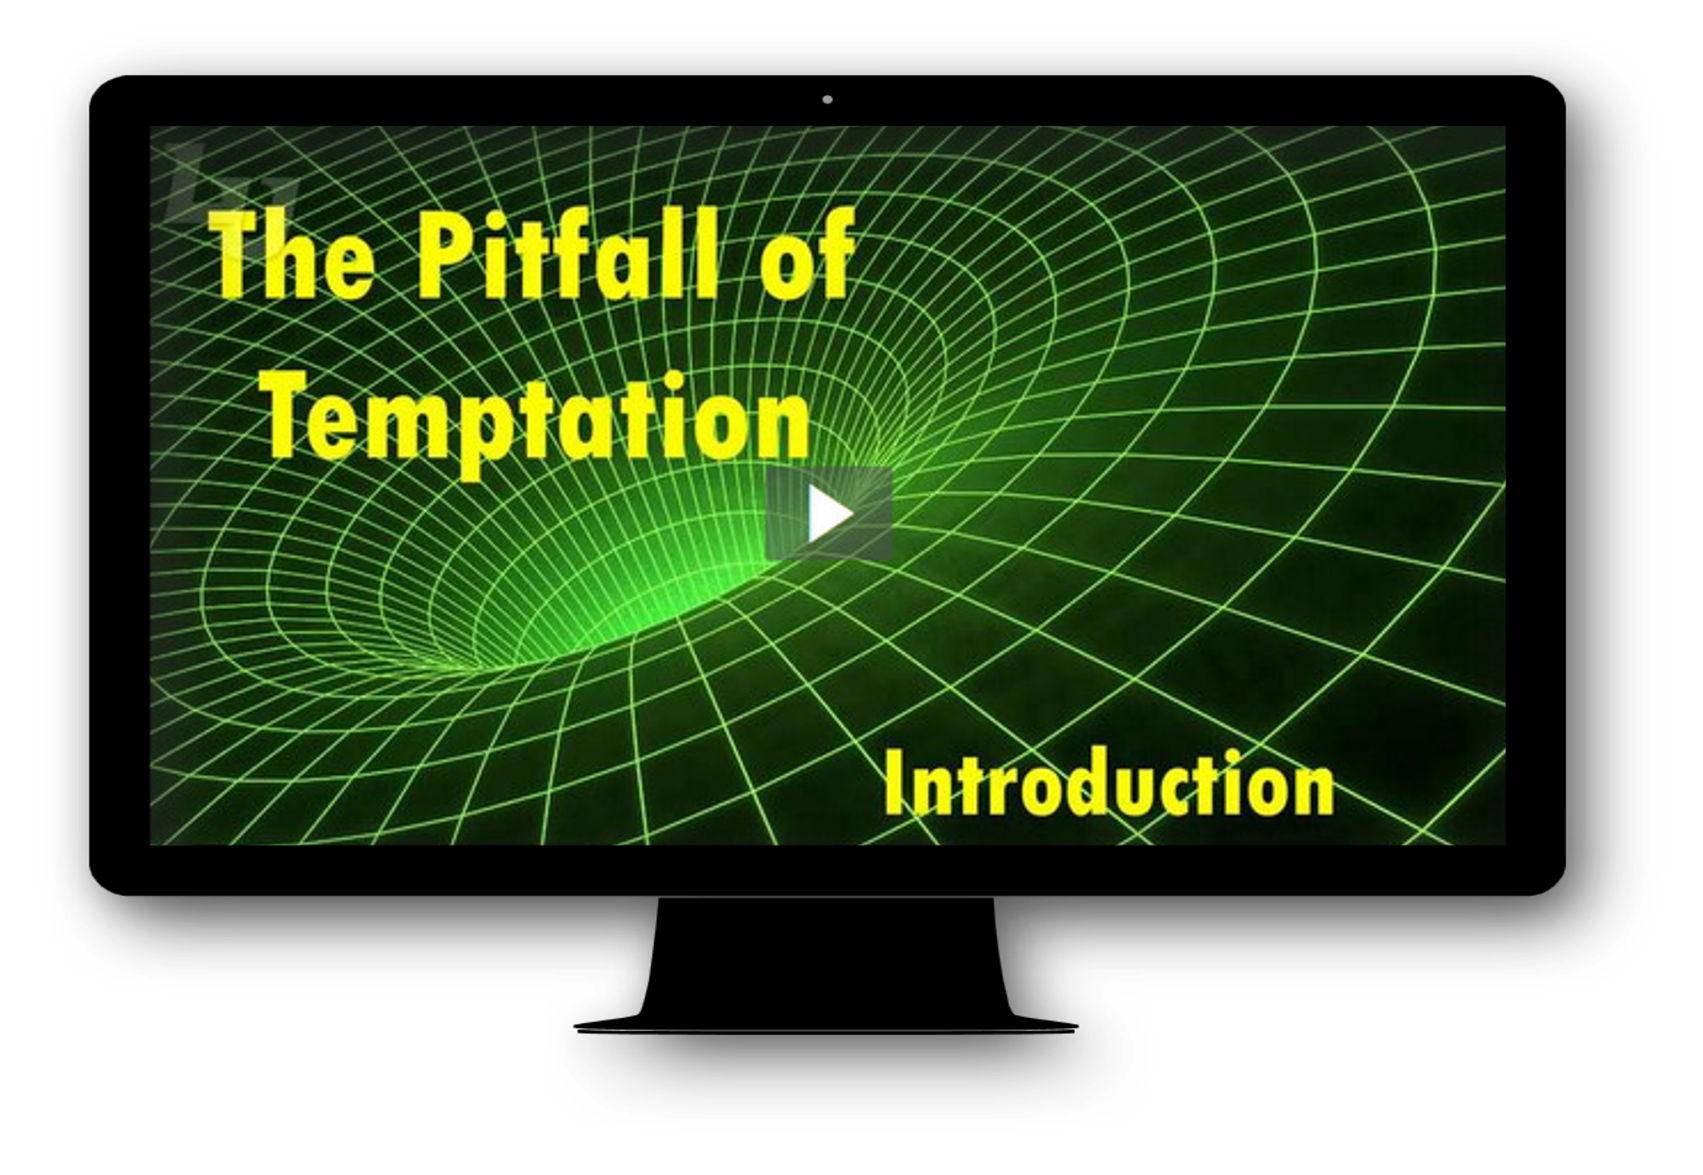 The Pitfall of
Temptation
Introduction